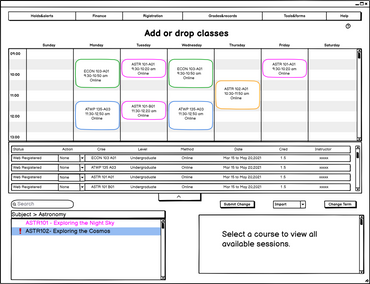 Holds&alerts Finance Registration Grades&records Tools&forms Help
Add or drop classes
Sunday Monday Tuesday Wednesday Thursday Friday Saturday
09:00
ECON 103-A01
9:30-10:50 am
Online
ASTR 101-A01
9:30-10:20 am
Online
ECON 103-A03
9:30-10:50 am
Online
ASTR 101-A01
9:30-10:20 am
Online
10:00
ASTR 102-A01
10:30-11:50 am
Online
11:00
ATWP 135-A03
11:30-12:50 pm
Online
ASTR 101-B01
11:30-12:20 pm
Online
ATWP 135-A03
11:30-12:50 pm
Online
12:00
13:00
Status Action Crse Level Method Date Cred Instructor
Web Registered None ECON 103 A01 Undergraduate Online Mar 15 to May 20,2021 1.5 xxxx
Web Registered None ATWP 135 A03 Undergraduate Online Mar 15 to May 20,2021 1.5 xxxx
Web Registered None ASTR 101 A01 Undergraduate Online Mar 15 to May 20,2021 1.5 xxxx
Web Registered None ASTR 101 B01 Undergraduate Online Mar 15 to May 20,2021 1.5 xxxx
Search Submit Change Import Change Term
Subject > Astronomy
ASTR101 - Exploring the Night Sky
ASTR102- Exploring the Cosmos
Select a course to view all
available sessions.